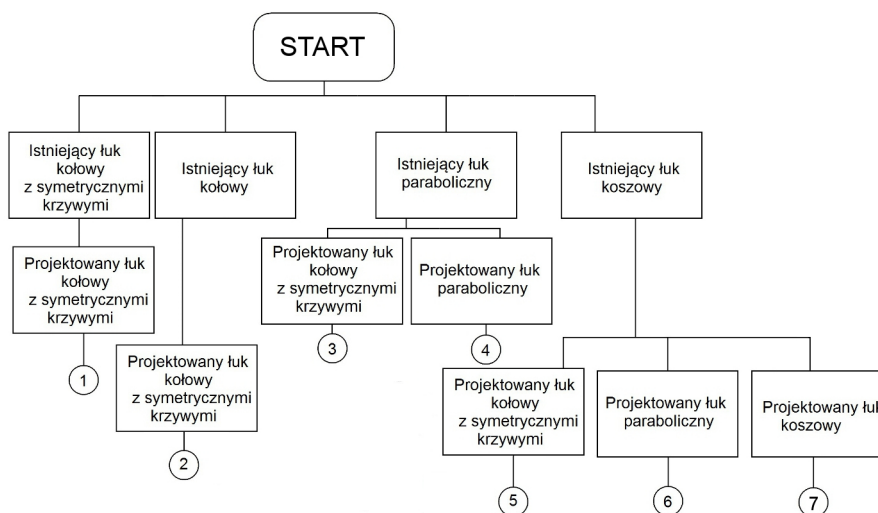 START
Istniejący łuk
kołowy
z symetrycznymi
krzywymi
Istniejący łuk
kołowy
Istniejący łuk
paraboliczny
Istniejący łuk
koszowy
Projektowany łuk
kołowy
z symetrycznymi
krzywymi
Projektowany łuk
kołowy
z symetrycznymi
krzywymi
Projektowany łuk
paraboliczny
1
3
4
Projektowany łuk
kołowy
z symetrycznymi
krzywymi
Projektowany łuk
kołowy
z symetrycznymi
krzywymi
Projektowany łuk
paraboliczny
Projektowany łuk
koszowy
2
5
6
7